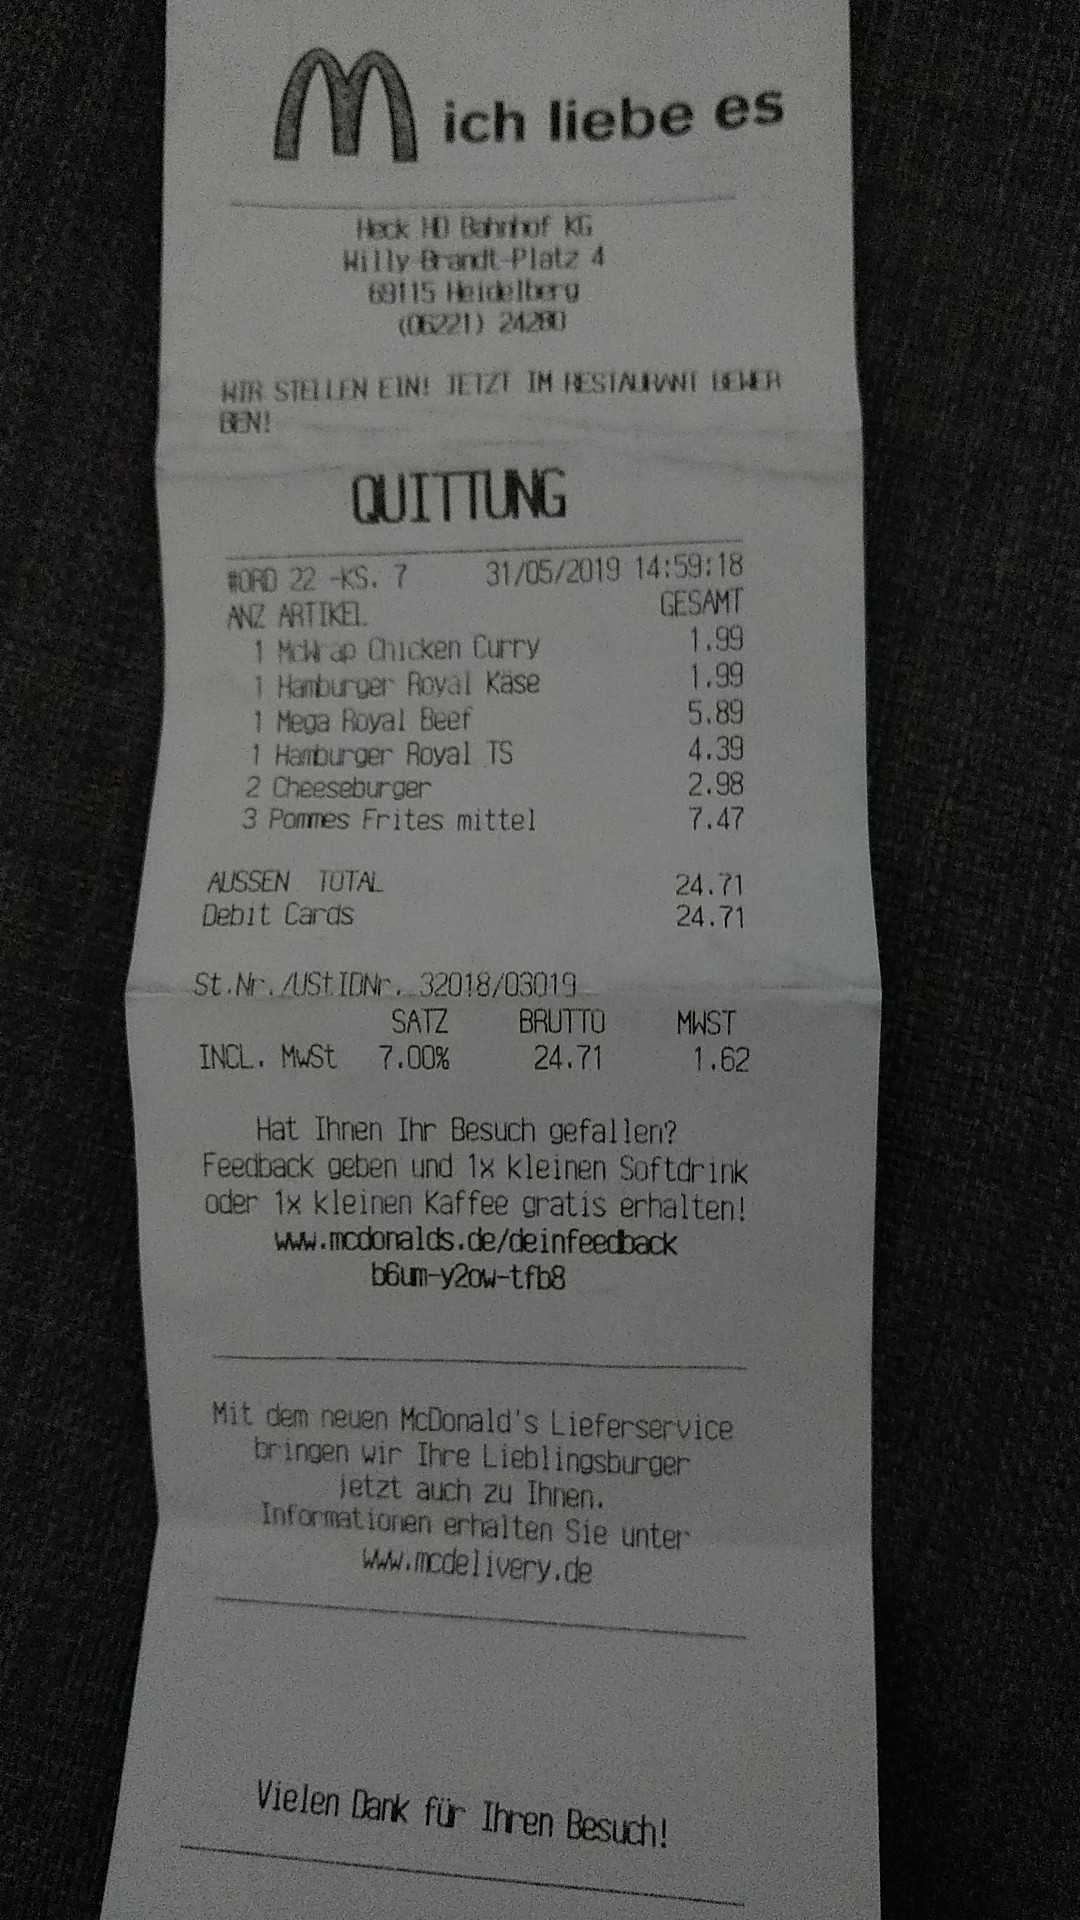 M ich liebe es
Heck HD Bahnhof KG
Willy-Brandt-Platz 4
69115 Heidelberg
(06221) 24280
WIR STELLEN EIN! JETZT IM RESTAURANT BEWER
BEN!
QUITTUNG
#ORD 22 -KS. 7 31/05/2019 14:59:18
ANZ ARTIKEL GESAMT
1 McWrap Chicken Curry 1.99
1 Hamburger Royal Käse 1.99
1 Mega Royal Beef 5.89
1 Hamburger Royal TS 4.39
2 Cheeseburger 2.98
3 Pommes Frites mittel 7.47
AUSSEN TOTAL 24.71
Debit Cards 24.71
St.Nr./UStIDNr. 32018/03019
SATZ BRUTTO MWST
INCL. MwSt 7.00% 24.71 1.62
Hat Ihnen Ihr Besuch gefallen?
Feedback geben und 1x kleinen Softdrink
oder 1x kleinen Kaffee gratis erhalten!
www.mcdonalds.de/deinfeedback
b6um-y2ow-tfb8
Mit dem neuen McDonald's Lieferservice
bringen wir Ihre Lieblingsburger
jetzt auch zu Ihnen.
Informationen erhalten Sie unter
www.mcdelivery.de
Vielen Dank für Ihren Besuch!